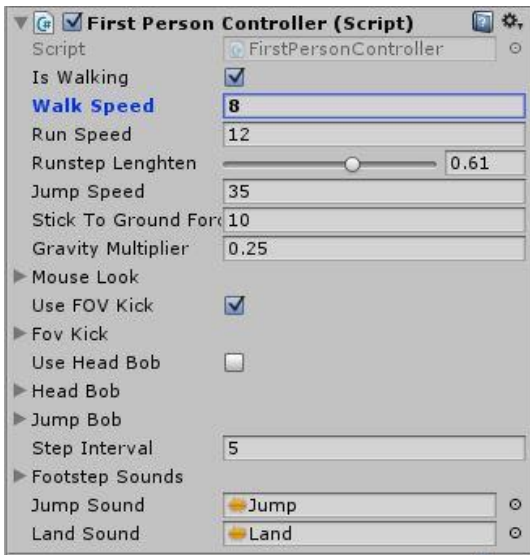 First Person Controller (Script)
Script FirstPersonController
Is Walking
Walk Speed 8
Run Speed 12
Runstep Lenghten 0.61
Jump Speed 35
Stick To Ground Forc 10
Gravity Multiplier 0.25
Mouse Look
Use FOV Kick
Fov Kick
Use Head Bob
Head Bob
Jump Bob
Step Interval 5
Footstep Sounds
Jump Sound Jump
Land Sound Land